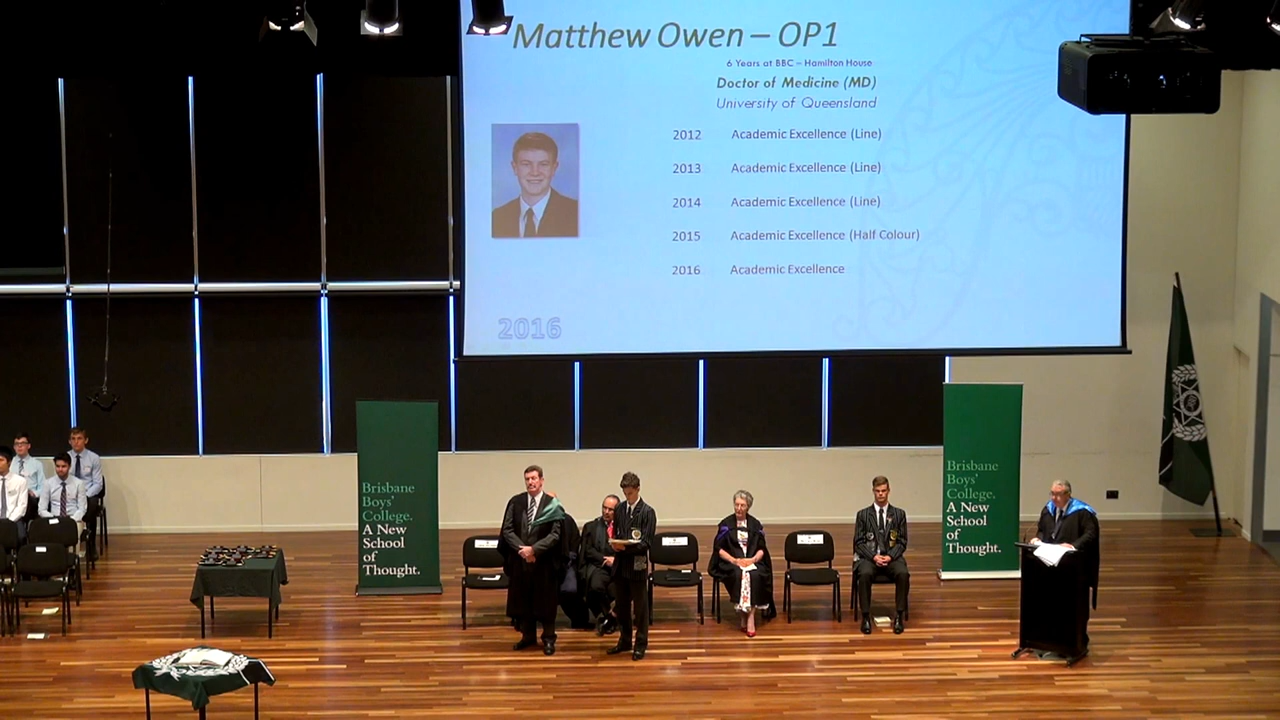 Matthew Owen – OP1
6 Years at BBC – Hamilton House
Doctor of Medicine (MD)
University of Queensland
2012 Academic Excellence (Line)
2013 Academic Excellence (Line)
2014 Academic Excellence (Line)
2015 Academic Excellence (Half Colour)
2016 Academic Excellence
2016
Brisbane
Boys'
College.
A New
School
of
Thought.
Brisbane
Boys'
College.
A New
School
of
Thought.